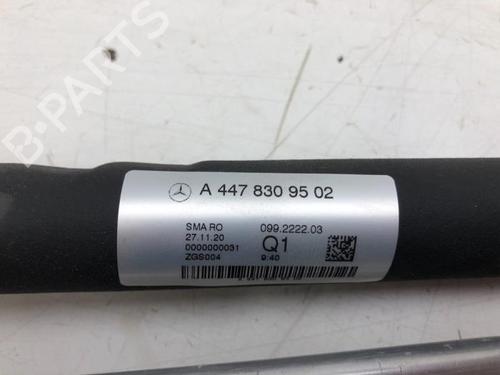 B-PARTS
A 447 830 95 02
SMA RO 099.2222.03
27.11.20 Q1
0000000031
ZGS004 9:40